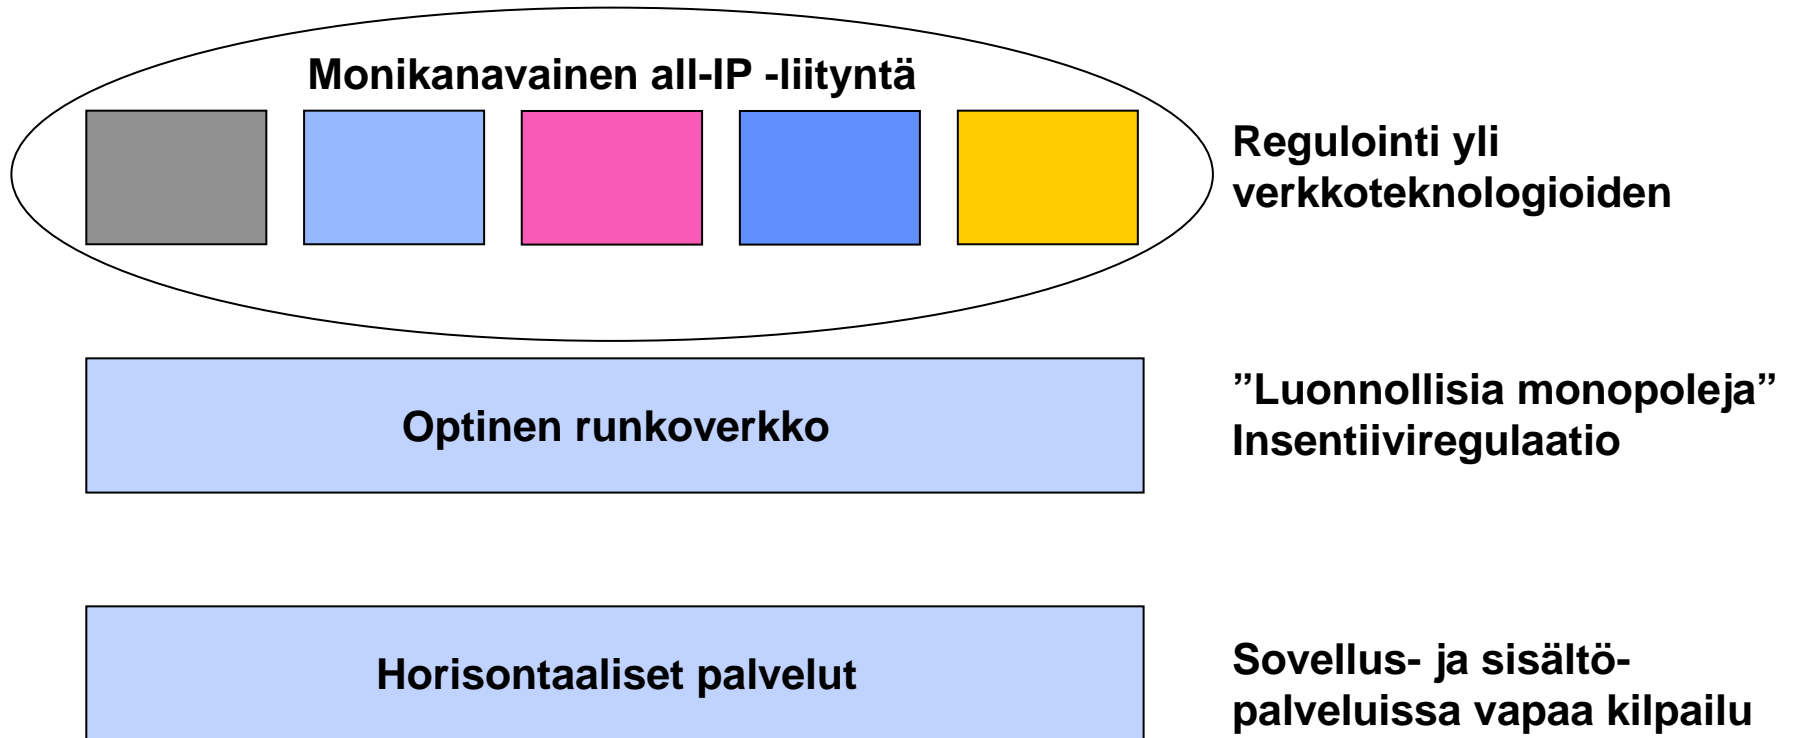 Monikanavainen all-IP -liityntä
Regulointi yli
verkkoteknologioiden
Optinen runkoverkko
”Luonnollisia monopoleja”
Insentiiviregulaatio
Horisontaaliset palvelut
Sovellus- ja sisältö-
palveluissa vapaa kilpailu